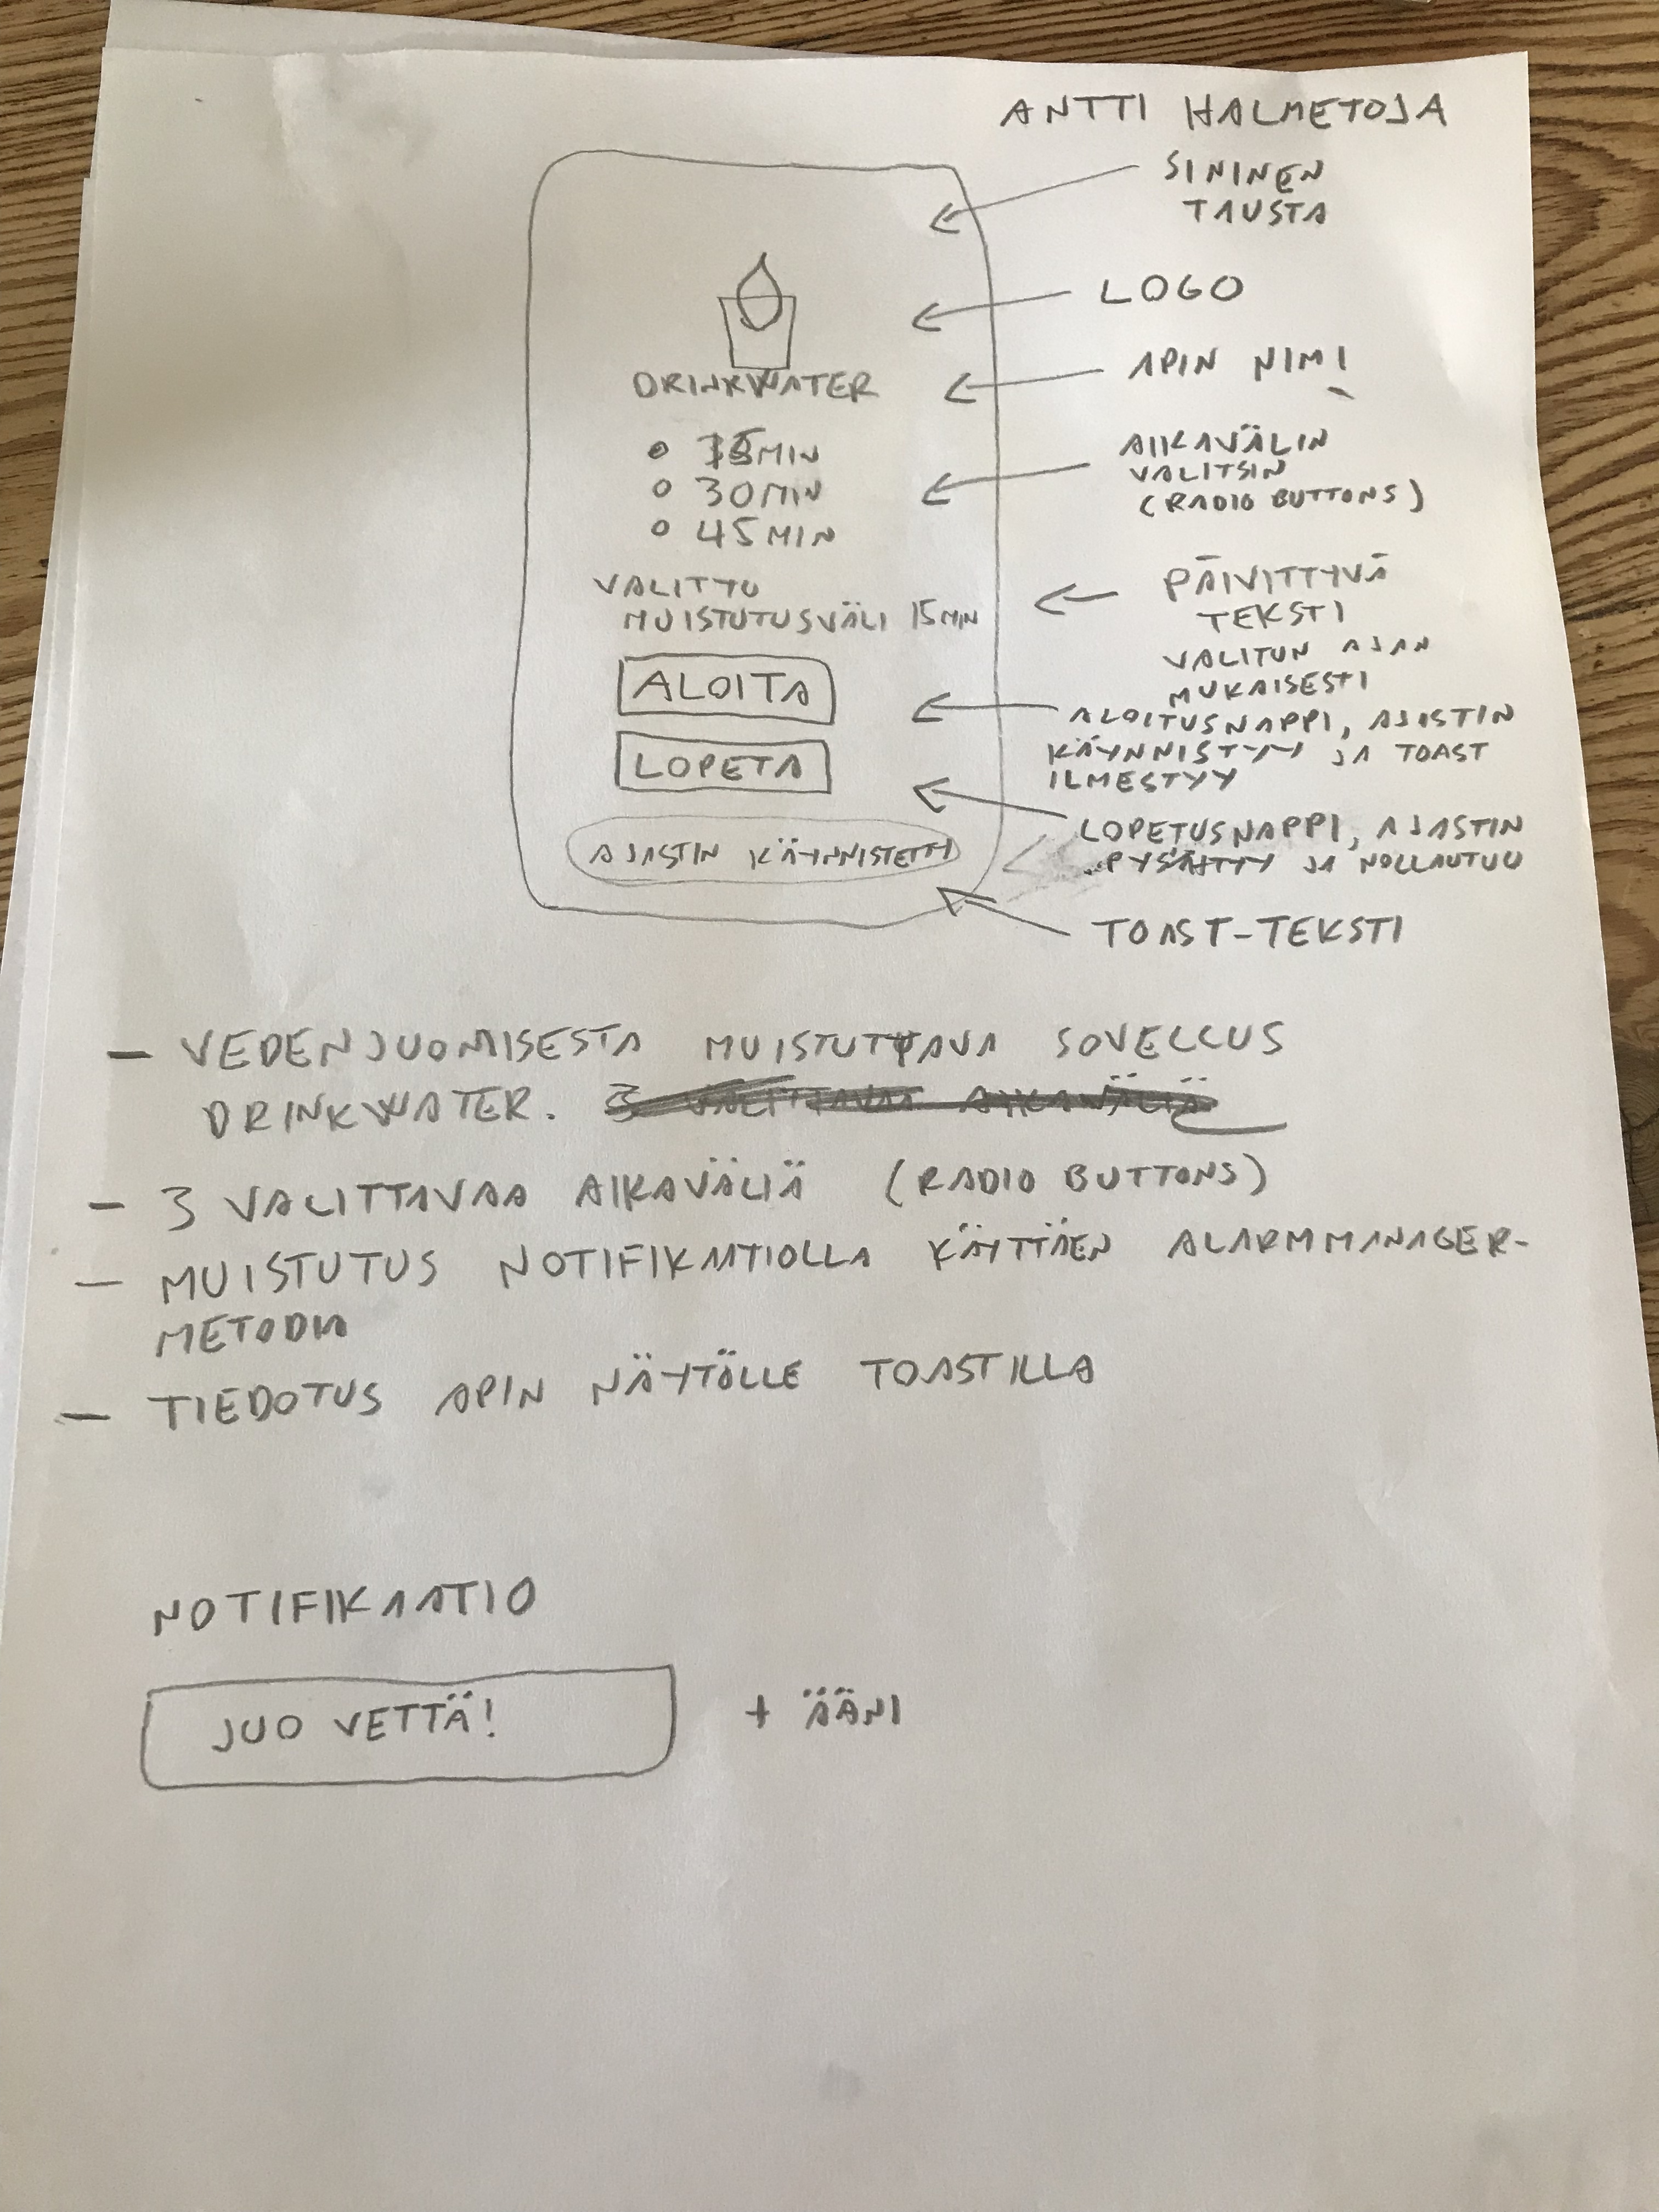 ANTTI HALMETOJA
SININEN
TAUSTA
LOGO
DRINKWATER
APIN NIMI
15MIN
30MIN
45MIN
AIKAVÄLIN
VALITSIN
(RADIO BUTTONS)
VALITTU
MUISTUTUSVÄLI 15MIN
PÄIVITTYVÄ
TEKSTI
VALITUN AJAN
MUKAISESTI
ALOITA
ALOITUSNAPPI, AJASTIN
KÄYNNISTYY JA TOAST
ILMESTYY
LOPETA
LOPETUSNAPPI, AJASTIN
PYSÄHTYY JA NOLLAUTUU
AJASTIN KÄYNNISTETTY
TOAST-TEKSTI
- VEDENJUOMISESTA MUISTUTTAVA SOVELLUS
DRINKWATER.
- 3 VALITTAVAA AIKAVÄLIÄ (RADIO BUTTONS)
- MUISTUTUS NOTIFIKAATIOLLA KÄYTTÄEN ALARMMANAGER-
METODIA
- TIEDOTUS APIN NÄYTÖLLE TOASTILLA
NOTIFIKAATIO
JUO VETTÄ!
+ ÄÄNI